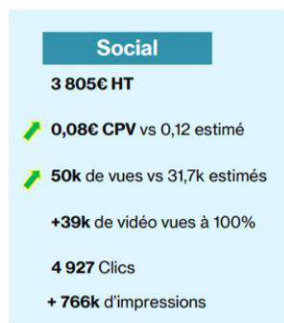 Social
3 805€ HT
0,08€ CPV vs 0,12 estimé
50k de vues vs 31,7k estimés
+39k de vidéo vues à 100%
4 927 Clics
+ 766k d'impressions